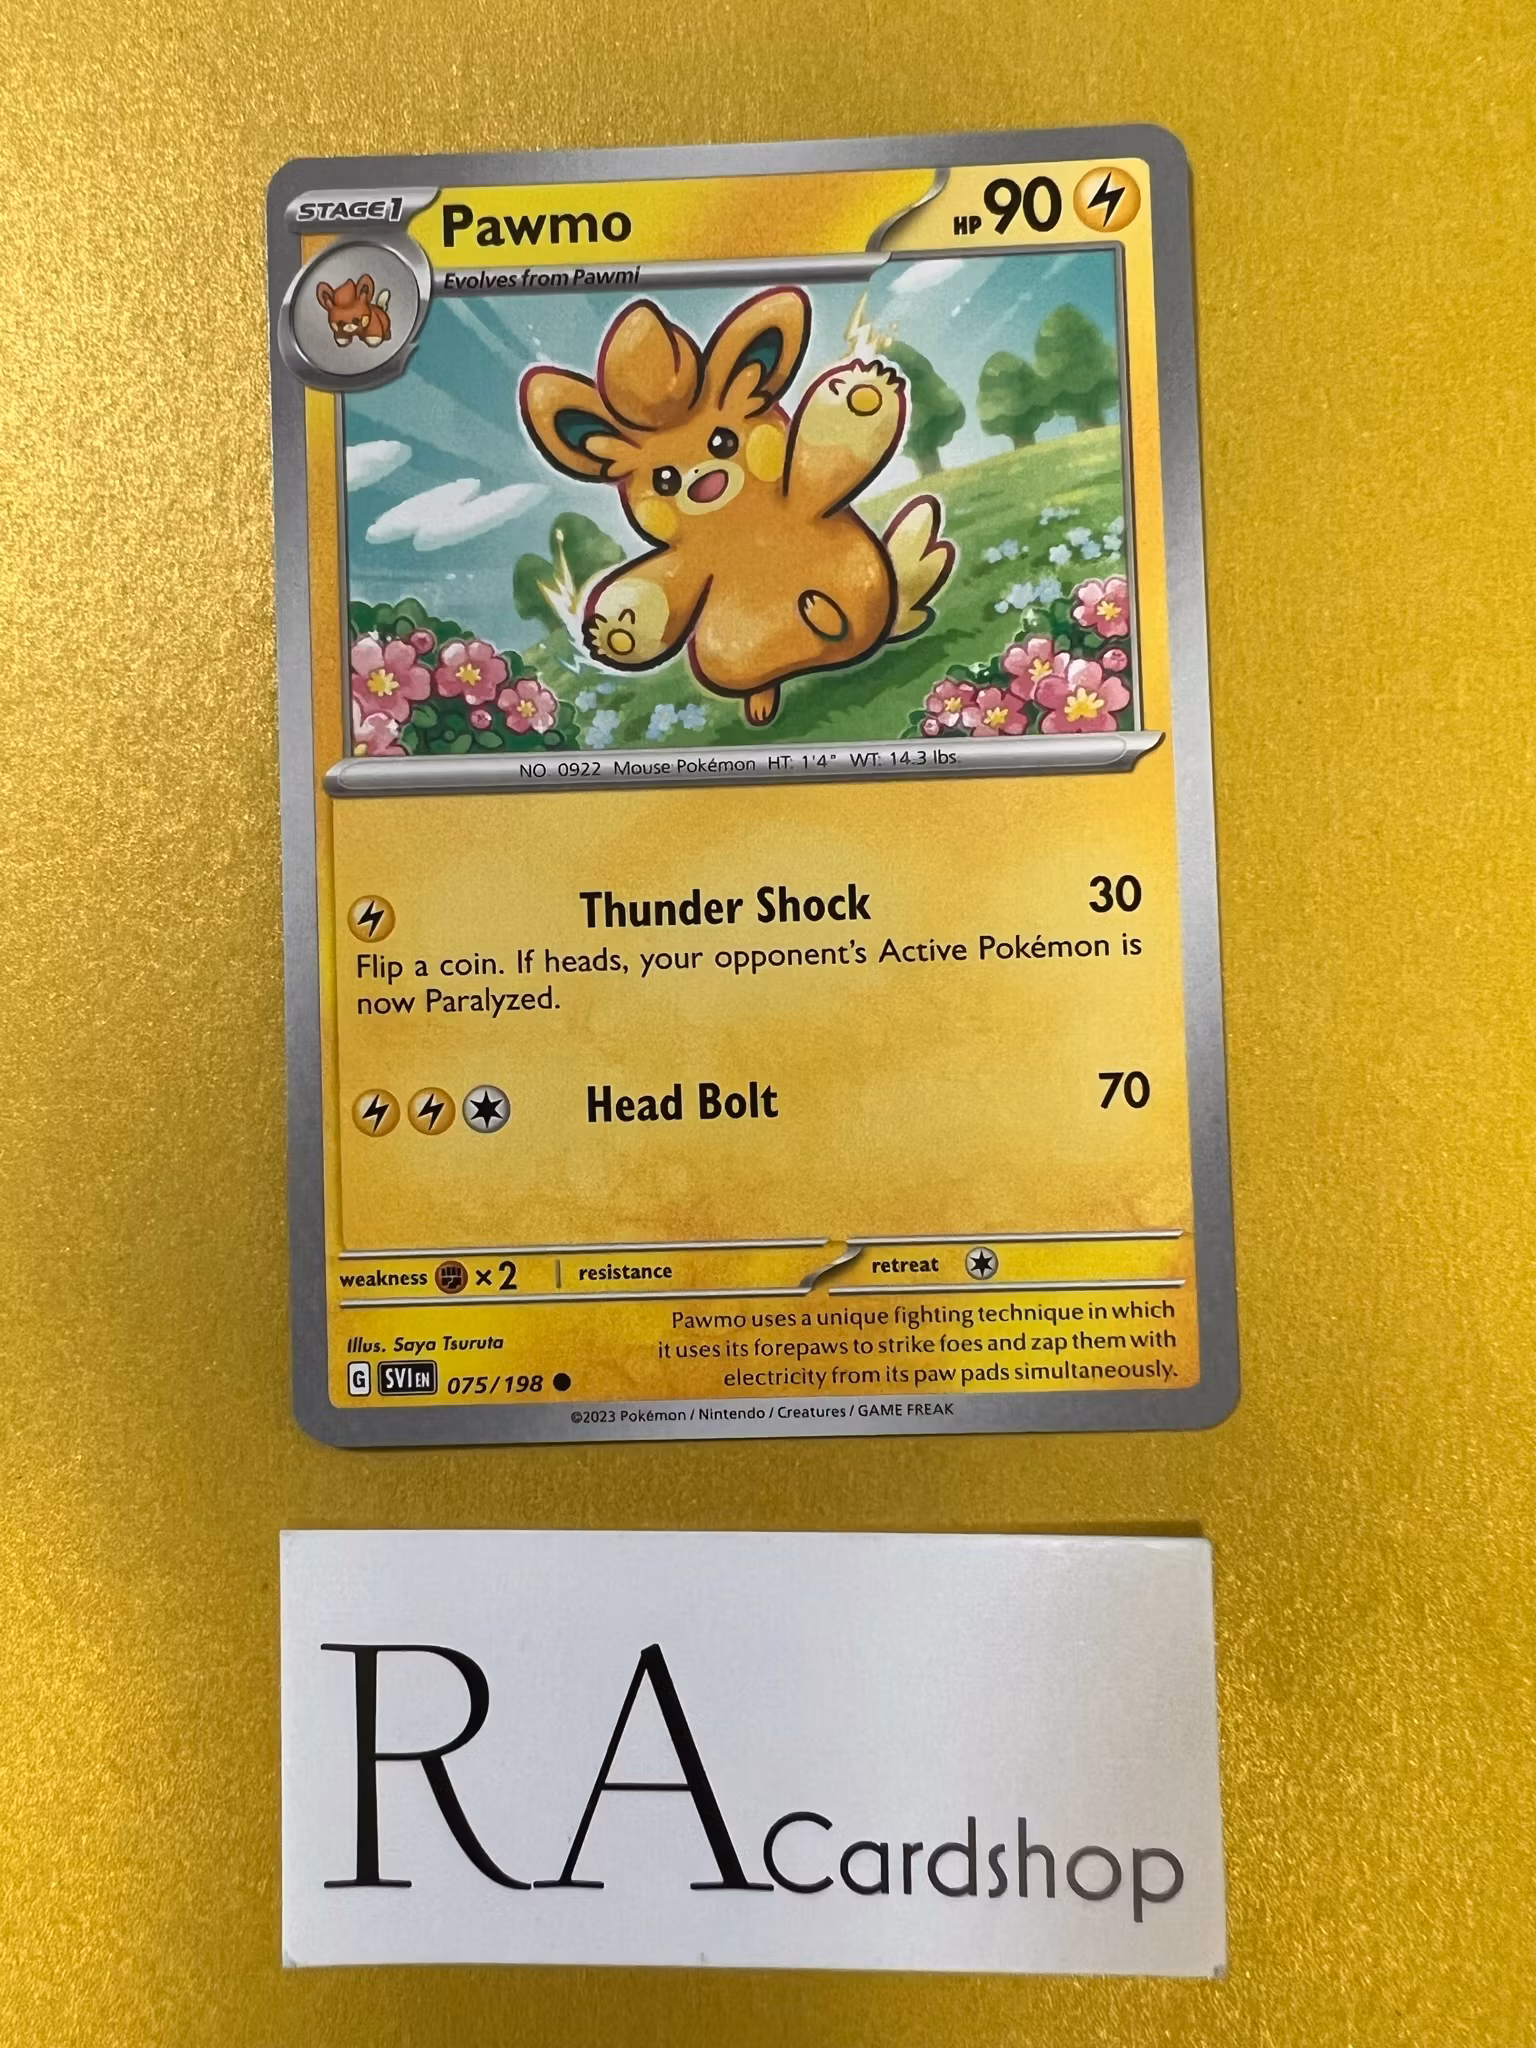 STAGE1
Pawmo
HP 90
Evolves from Pawmi
NO. 0922 Mouse Pokémon HT: 1'4" WT: 14.3 lbs.
Thunder Shock 30
Flip a coin. If heads, your opponent's Active Pokémon is
now Paralyzed.
Head Bolt 70
weakness ×2 resistance retreat
Illus. Saya Tsuruta
G SVI EN 075/198
Pawmo uses a unique fighting technique in which
it uses its forepaws to strike foes and zap them with
electricity from its paw pads simultaneously.
©2023 Pokémon / Nintendo / Creatures / GAME FREAK
RA Cardshop